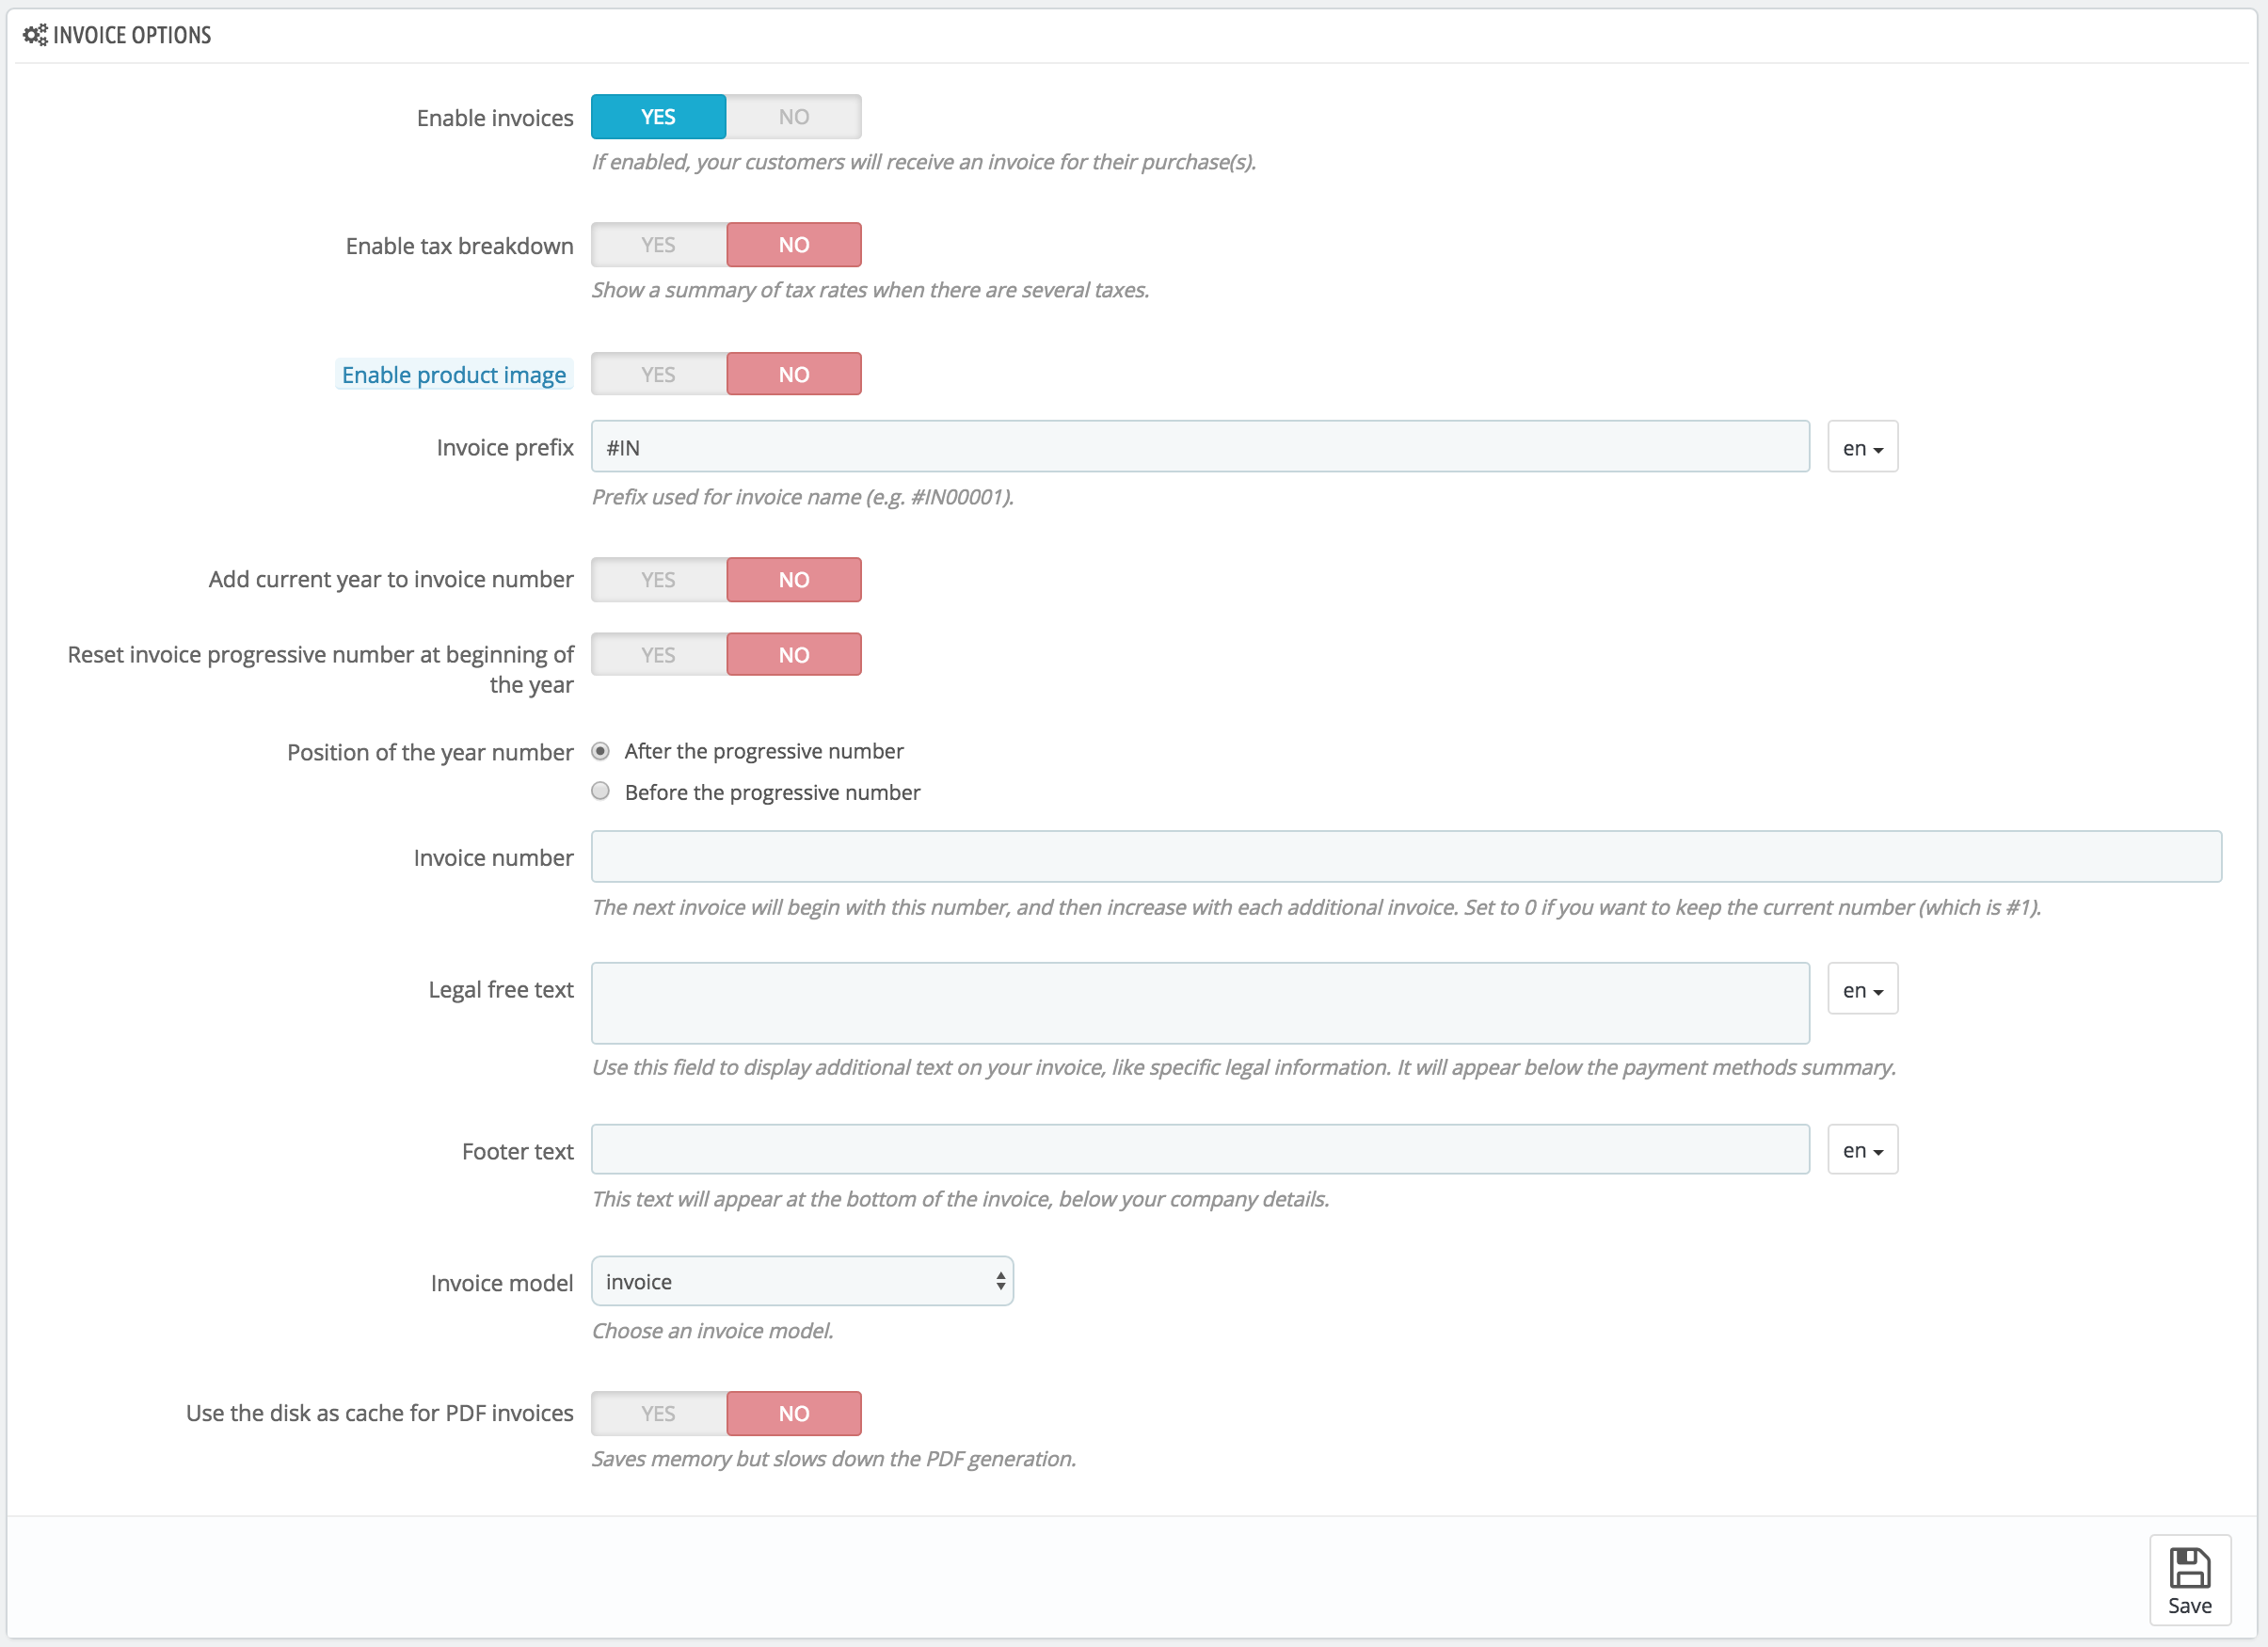 INVOICE OPTIONS
Enable invoices YES NO
If enabled, your customers will receive an invoice for their purchase(s).
Enable tax breakdown YES NO
Show a summary of tax rates when there are several taxes.
Enable product image YES NO
Invoice prefix #IN en
Prefix used for invoice name (e.g. #IN00001).
Add current year to invoice number YES NO
Reset invoice progressive number at beginning of YES NO
the year
Position of the year number After the progressive number
Before the progressive number
Invoice number
The next invoice will begin with this number, and then increase with each additional invoice. Set to 0 if you want to keep the current number (which is #1).
Legal free text en
Use this field to display additional text on your invoice, like specific legal information. It will appear below the payment methods summary.
Footer text en
This text will appear at the bottom of the invoice, below your company details.
Invoice model invoice
Choose an invoice model.
Use the disk as cache for PDF invoices YES NO
Saves memory but slows down the PDF generation.
Save